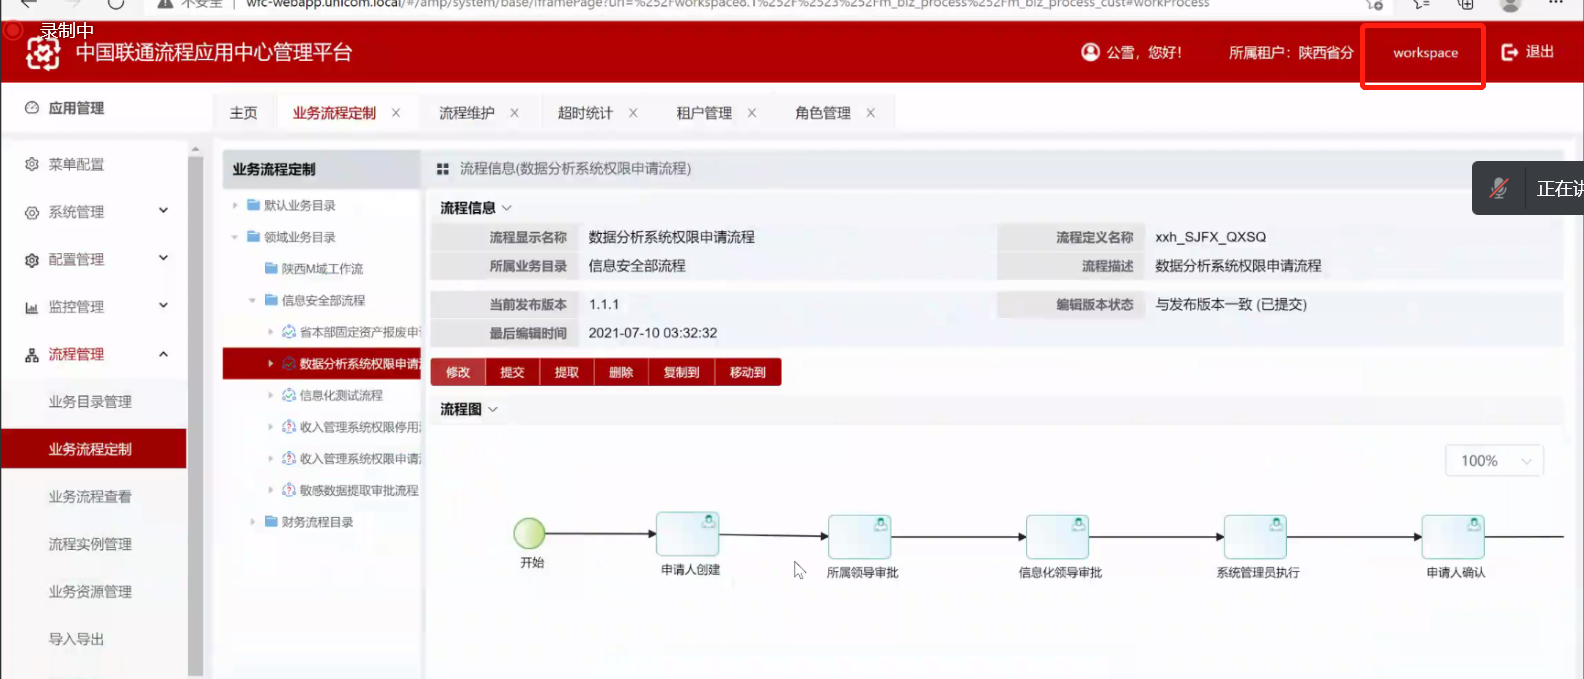 不安全 wfc-webapp.unicom.local/#/amp/system/base/iframePage?url=%252Fworkspace8.1%252F%2523%252Fm_biz_process%252Fm_biz_process_cust#workProcess
录制中
中国联通流程应用中心管理平台
公雪，您好！ 所属租户：陕西省分 workspace 退出
应用管理
主页 业务流程定制 × 流程维护 × 超时统计 × 租户管理 × 角色管理 ×
菜单配置
系统管理
配置管理
监控管理
流程管理
业务目录管理
业务流程定制
业务流程查看
流程实例管理
业务资源管理
导入导出
业务流程定制
默认业务目录
领域业务目录
陕西M域工作流
信息安全部流程
省本部固定资产报废申
数据分析系统权限申请
信息化测试流程
收入管理系统权限停用
收入管理系统权限申请
敏感数据提取审批流程
财务流程目录
流程信息(数据分析系统权限申请流程)
正在讲
流程信息
流程显示名称 数据分析系统权限申请流程 流程定义名称 xxh_SJFX_QXSQ
所属业务目录 信息安全部流程 流程描述 数据分析系统权限申请流程
当前发布版本 1.1.1 编辑版本状态 与发布版本一致 (已提交)
最后编辑时间 2021-07-10 03:32:32
修改 提交 提取 删除 复制到 移动到
流程图
100%
开始 申请人创建 所属领导审批 信息化领导审批 系统管理员执行 申请人确认